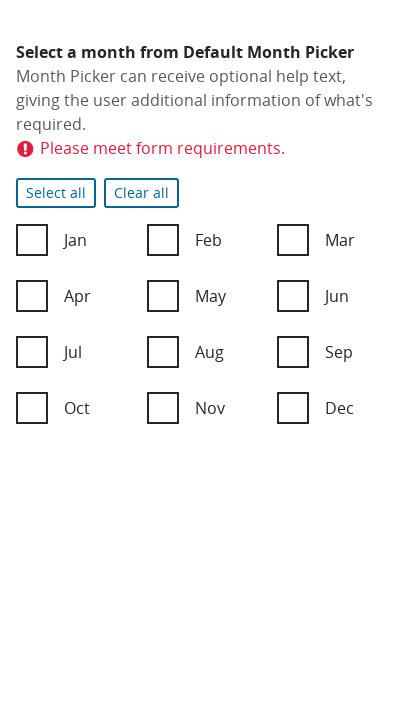 Select a month from Default Month Picker
Month Picker can receive optional help text,
giving the user additional information of what's
required.
Please meet form requirements.
Select all Clear all
Jan Feb Mar
Apr May Jun
Jul Aug Sep
Oct Nov Dec